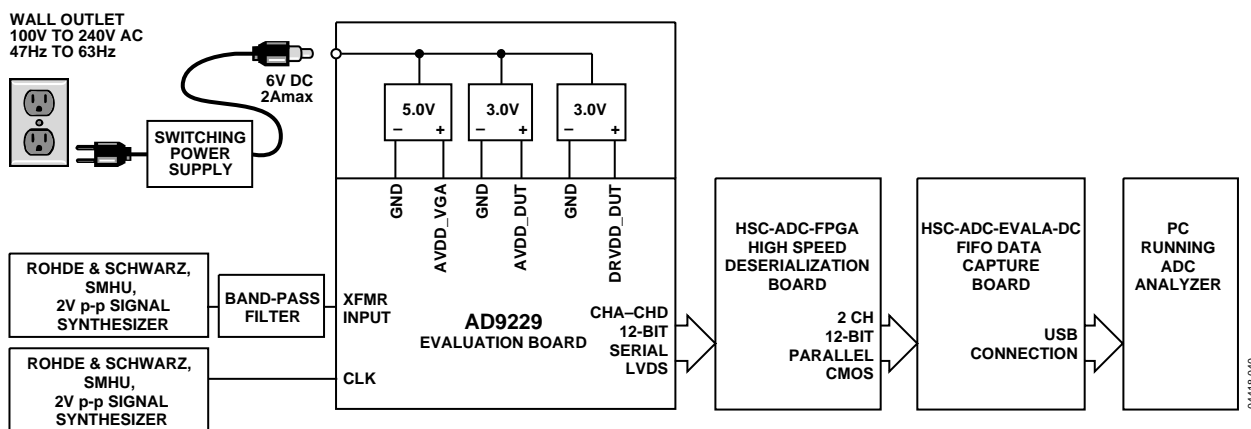 WALL OUTLET
100V TO 240V AC
47Hz TO 63Hz
6V DC
2Amax
SWITCHING
POWER
SUPPLY
5.0V
– +
3.0V
– +
3.0V
– +
GND
AVDD_VGA
GND
AVDD_DUT
GND
DRVDD_DUT
ROHDE & SCHWARZ,
SMHU,
2V p-p SIGNAL
SYNTHESIZER
BAND-PASS
FILTER
XFMR
INPUT
ROHDE & SCHWARZ,
SMHU,
2V p-p SIGNAL
SYNTHESIZER
CLK
AD9229
EVALUATION BOARD
CHA–CHD
12-BIT
SERIAL
LVDS
HSC-ADC-FPGA
HIGH SPEED
DESERIALIZATION
BOARD
2 CH
12-BIT
PARALLEL
CMOS
HSC-ADC-EVALA-DC
FIFO DATA
CAPTURE
BOARD
USB
CONNECTION
PC
RUNNING
ADC
ANALYZER